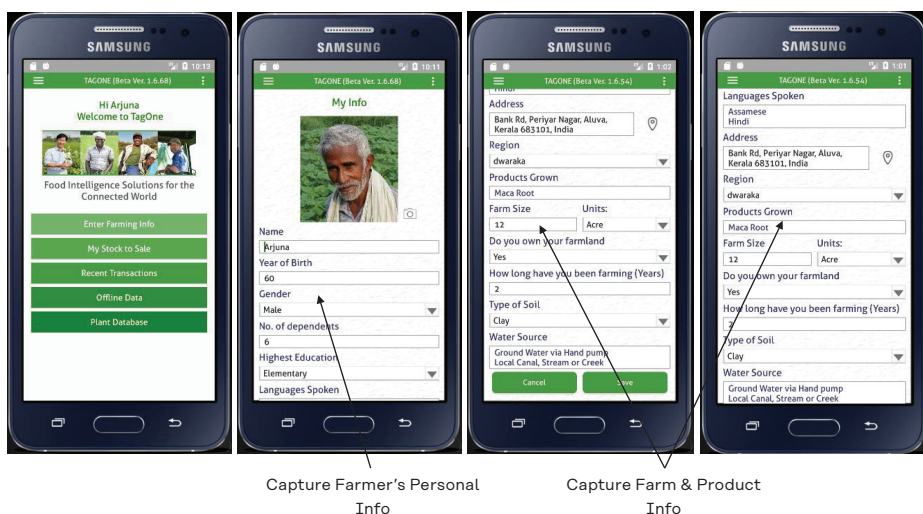 SAMSUNG
10:13
TAGONE (Beta Ver. 1.6.68)
Hi Arjuna
Welcome to TagOne
Food Intelligence Solutions for the
Connected World
Enter Farming Info
My Stock to Sale
Recent Transactions
Offline Data
Plant Database
SAMSUNG
10:11
TAGONE (Beta Ver. 1.6.68)
My Info
Name
Arjuna
Year of Birth
60
Gender
Male
No. of dependents
6
Highest Education
Elementary
Languages Spoken
SAMSUNG
1:02
TAGONE (Beta Ver. 1.6.54)
Hindi
Address
Bank Rd, Periyar Nagar, Aluva,
Kerala 683101, India
Region
dwaraka
Products Grown
Maca Root
Farm Size Units:
12 Acre
Do you own your farmland
Yes
How long have you been farming (Years)
2
Type of Soil
Clay
Water Source
Ground Water via Hand pump
Local Canal, Stream or Creek
Cancel Save
SAMSUNG
1:01
TAGONE (Beta Ver. 1.6.54)
Languages Spoken
Assamese
Hindi
Address
Bank Rd, Periyar Nagar, Aluva,
Kerala 683101, India
Region
dwaraka
Products Grown
Maca Root
Farm Size Units:
12 Acre
Do you own your farmland
Yes
How long have you been farming (Years)
2
Type of Soil
Clay
Water Source
Ground Water via Hand pump
Local Canal, Stream or Creek
Capture Farmer's Personal
Info
Capture Farm & Product
Info